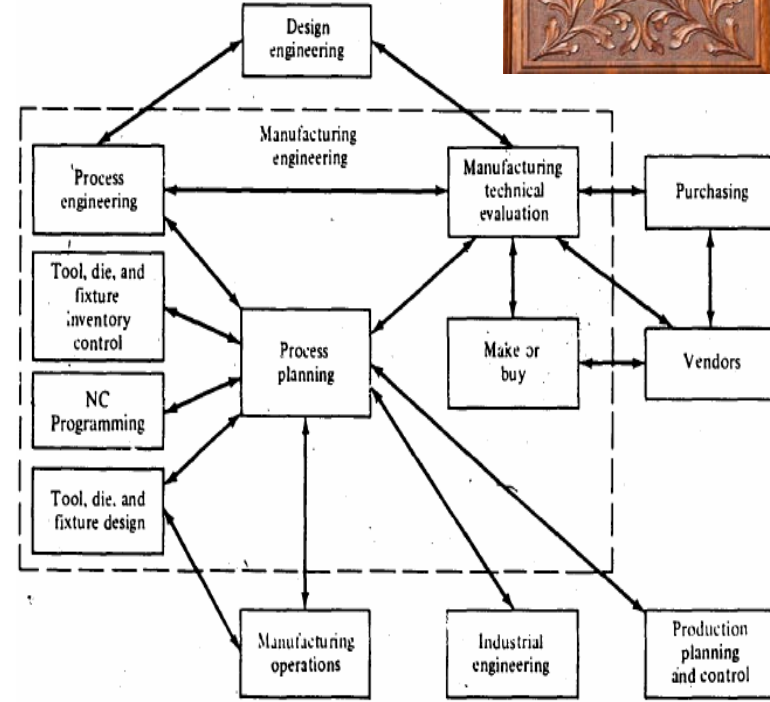 Design
engineering
Manufacturing
engineering
Process
engineering
Manufacturing
technical
evaluation
Purchasing
Tool, die, and
fixture
inventory
control
Process
planning
Make or
buy
Vendors
NC
Programming
Tool, die, and
fixture design
Manufacturing
operations
Industrial
engineering
Production
planning
and control